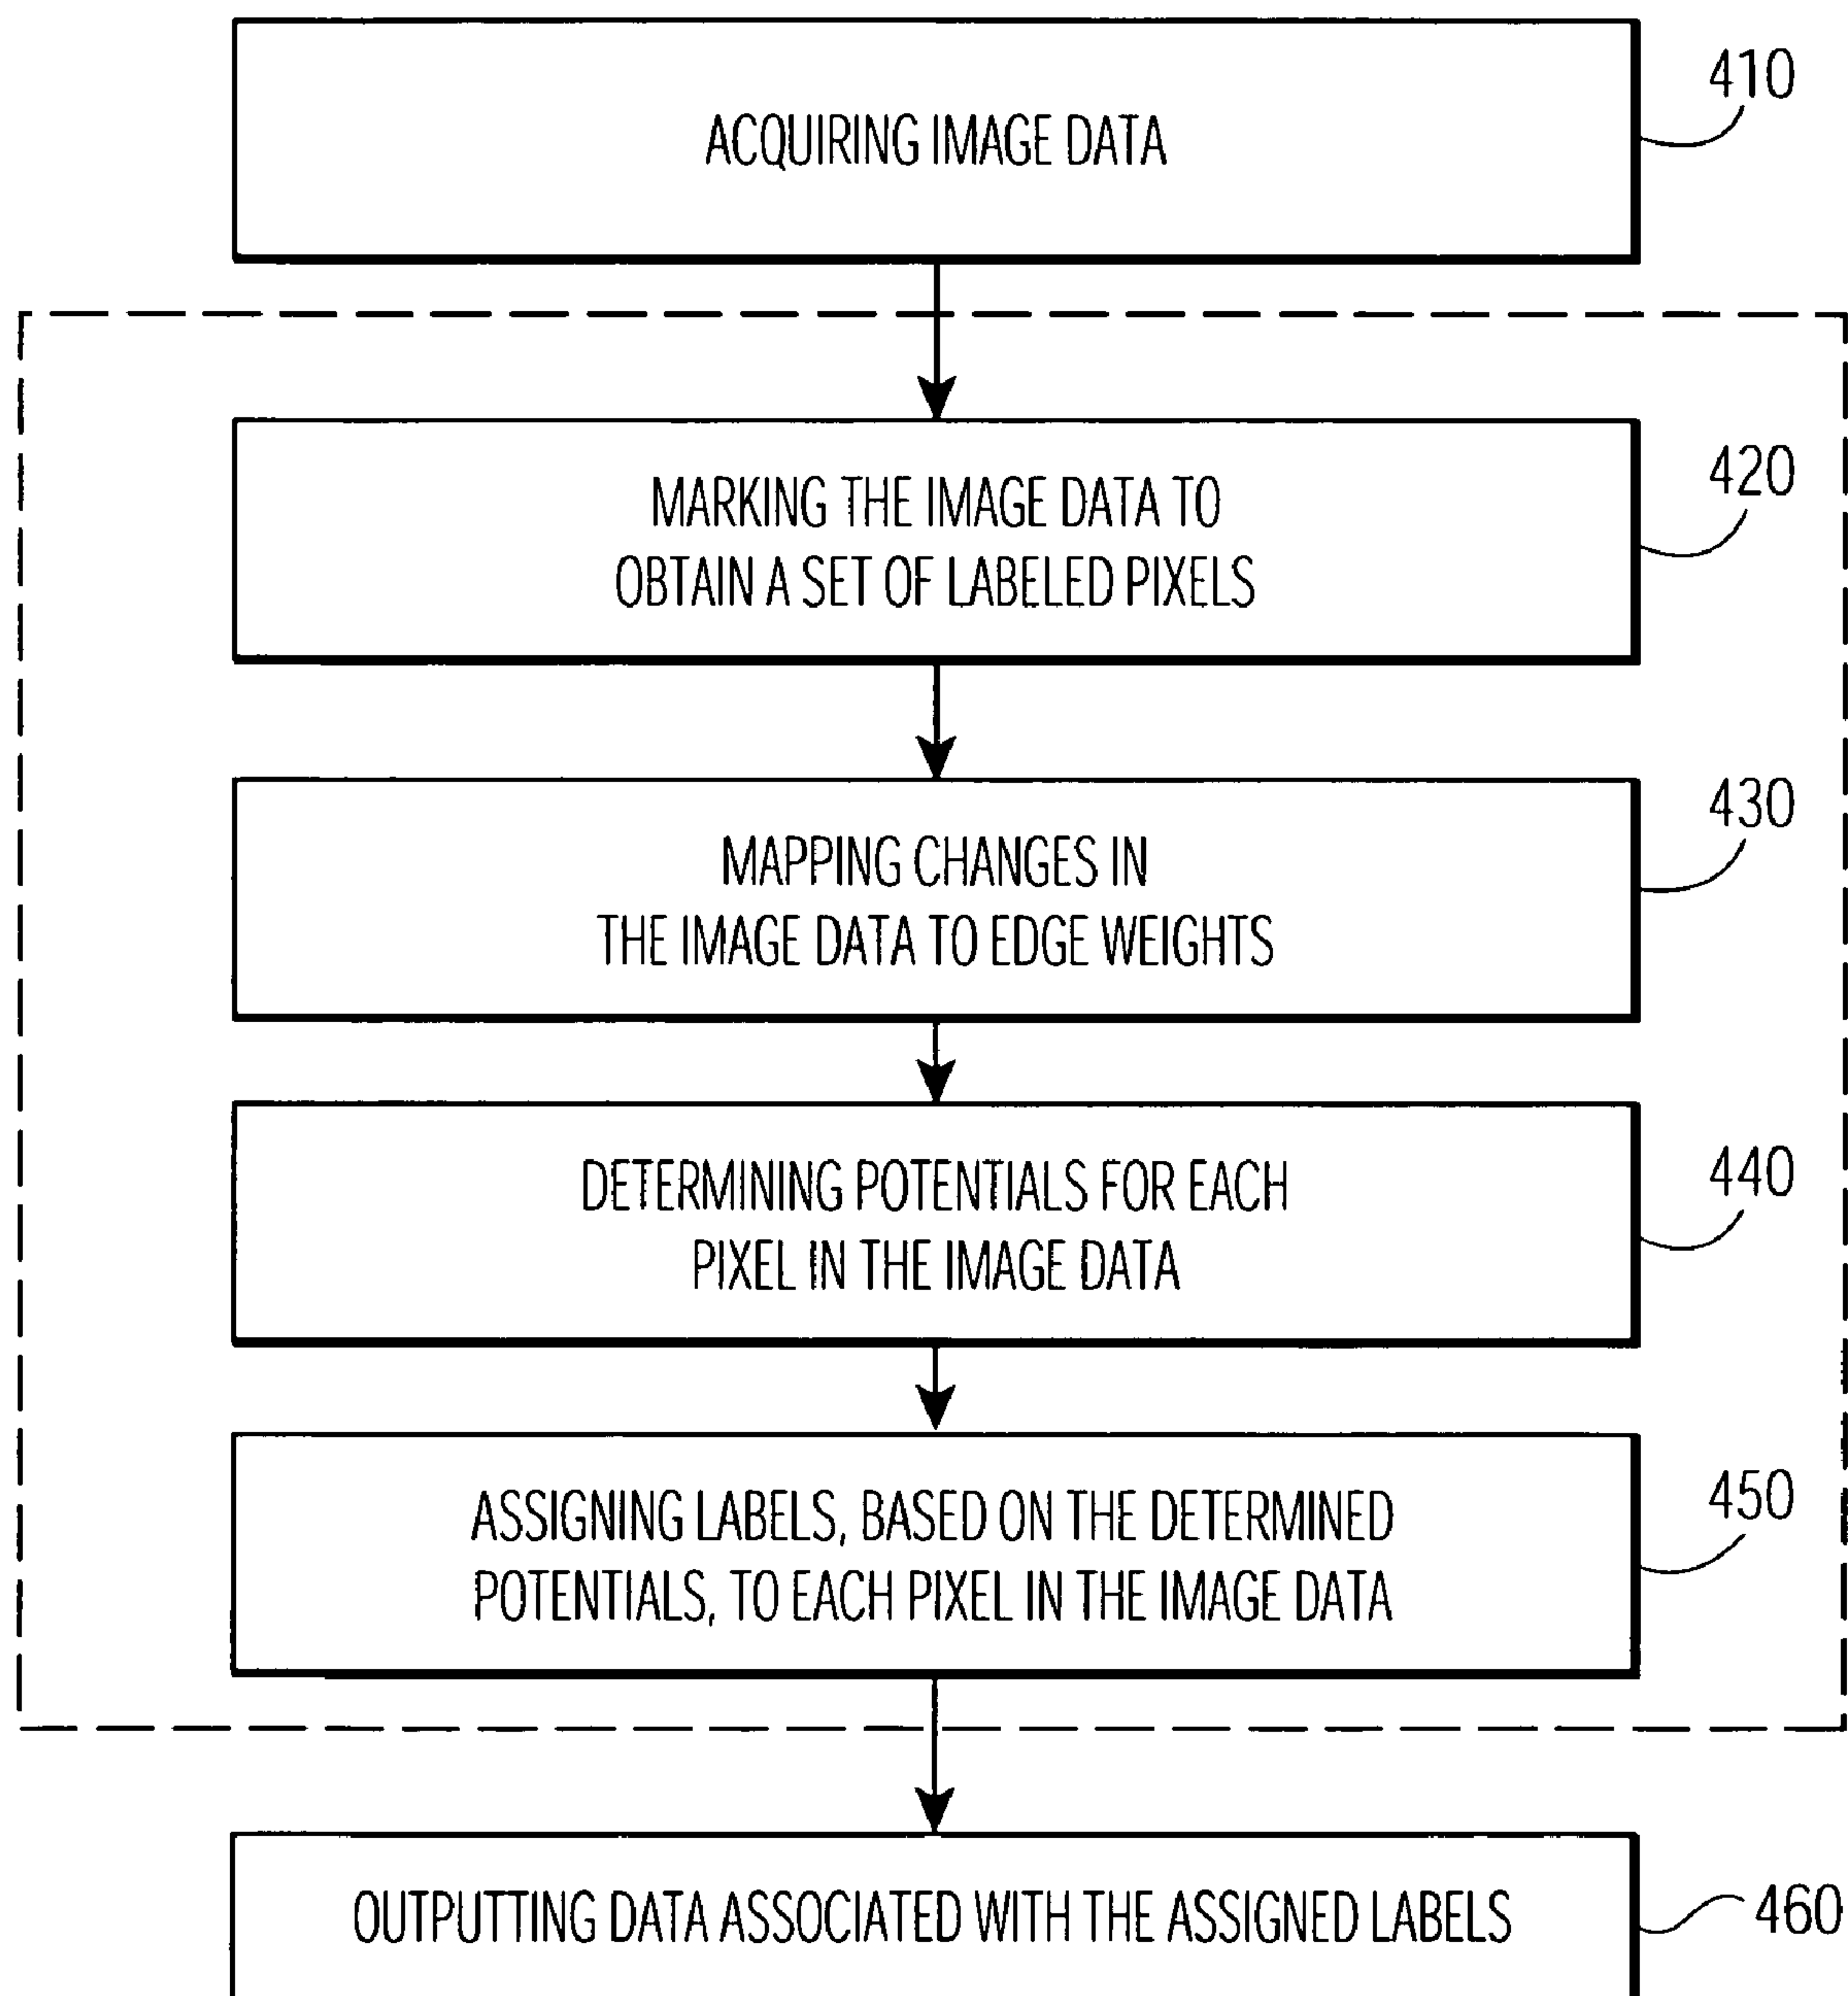 410
ACQUIRING IMAGE DATA
420
MARKING THE IMAGE DATA TO
OBTAIN A SET OF LABELED PIXELS
430
MAPPING CHANGES IN
THE IMAGE DATA TO EDGE WEIGHTS
440
DETERMINING POTENTIALS FOR EACH
PIXEL IN THE IMAGE DATA
450
ASSIGNING LABELS, BASED ON THE DETERMINED
POTENTIALS, TO EACH PIXEL IN THE IMAGE DATA
OUTPUTTING DATA ASSOCIATED WITH THE ASSIGNED LABELS
460